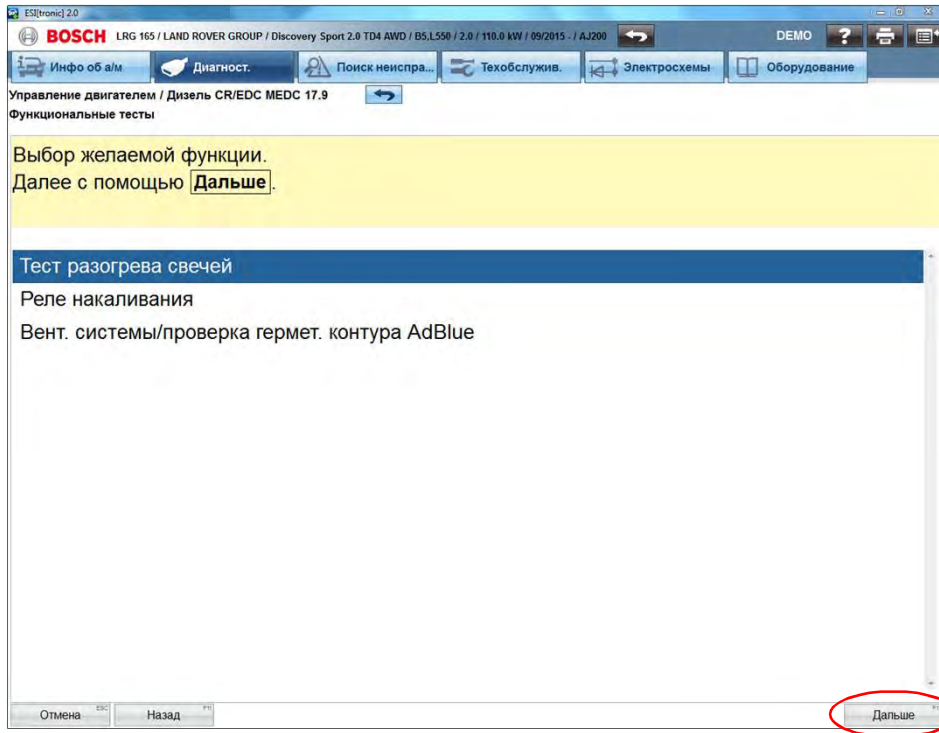 ESI[tronic] 2.0
BOSCH LRG 165 / LAND ROVER GROUP / Discovery Sport 2.0 TD4 AWD / B5,L550 / 2.0 / 110.0 kW / 09/2015 - / AJ200 DEMO ?
Инфо об а/м Диагност. Поиск неиспра... Техобслужив. Электросхемы Оборудование
Управление двигателем / Дизель CR/EDC MEDC 17.9
Функциональные тесты
Выбор желаемой функции.
Далее с помощью Дальше.
Тест разогрева свечей
Реле накаливания
Вент. системы/проверка гермет. контура AdBlue
Отмена ESC Назад F11 Дальше